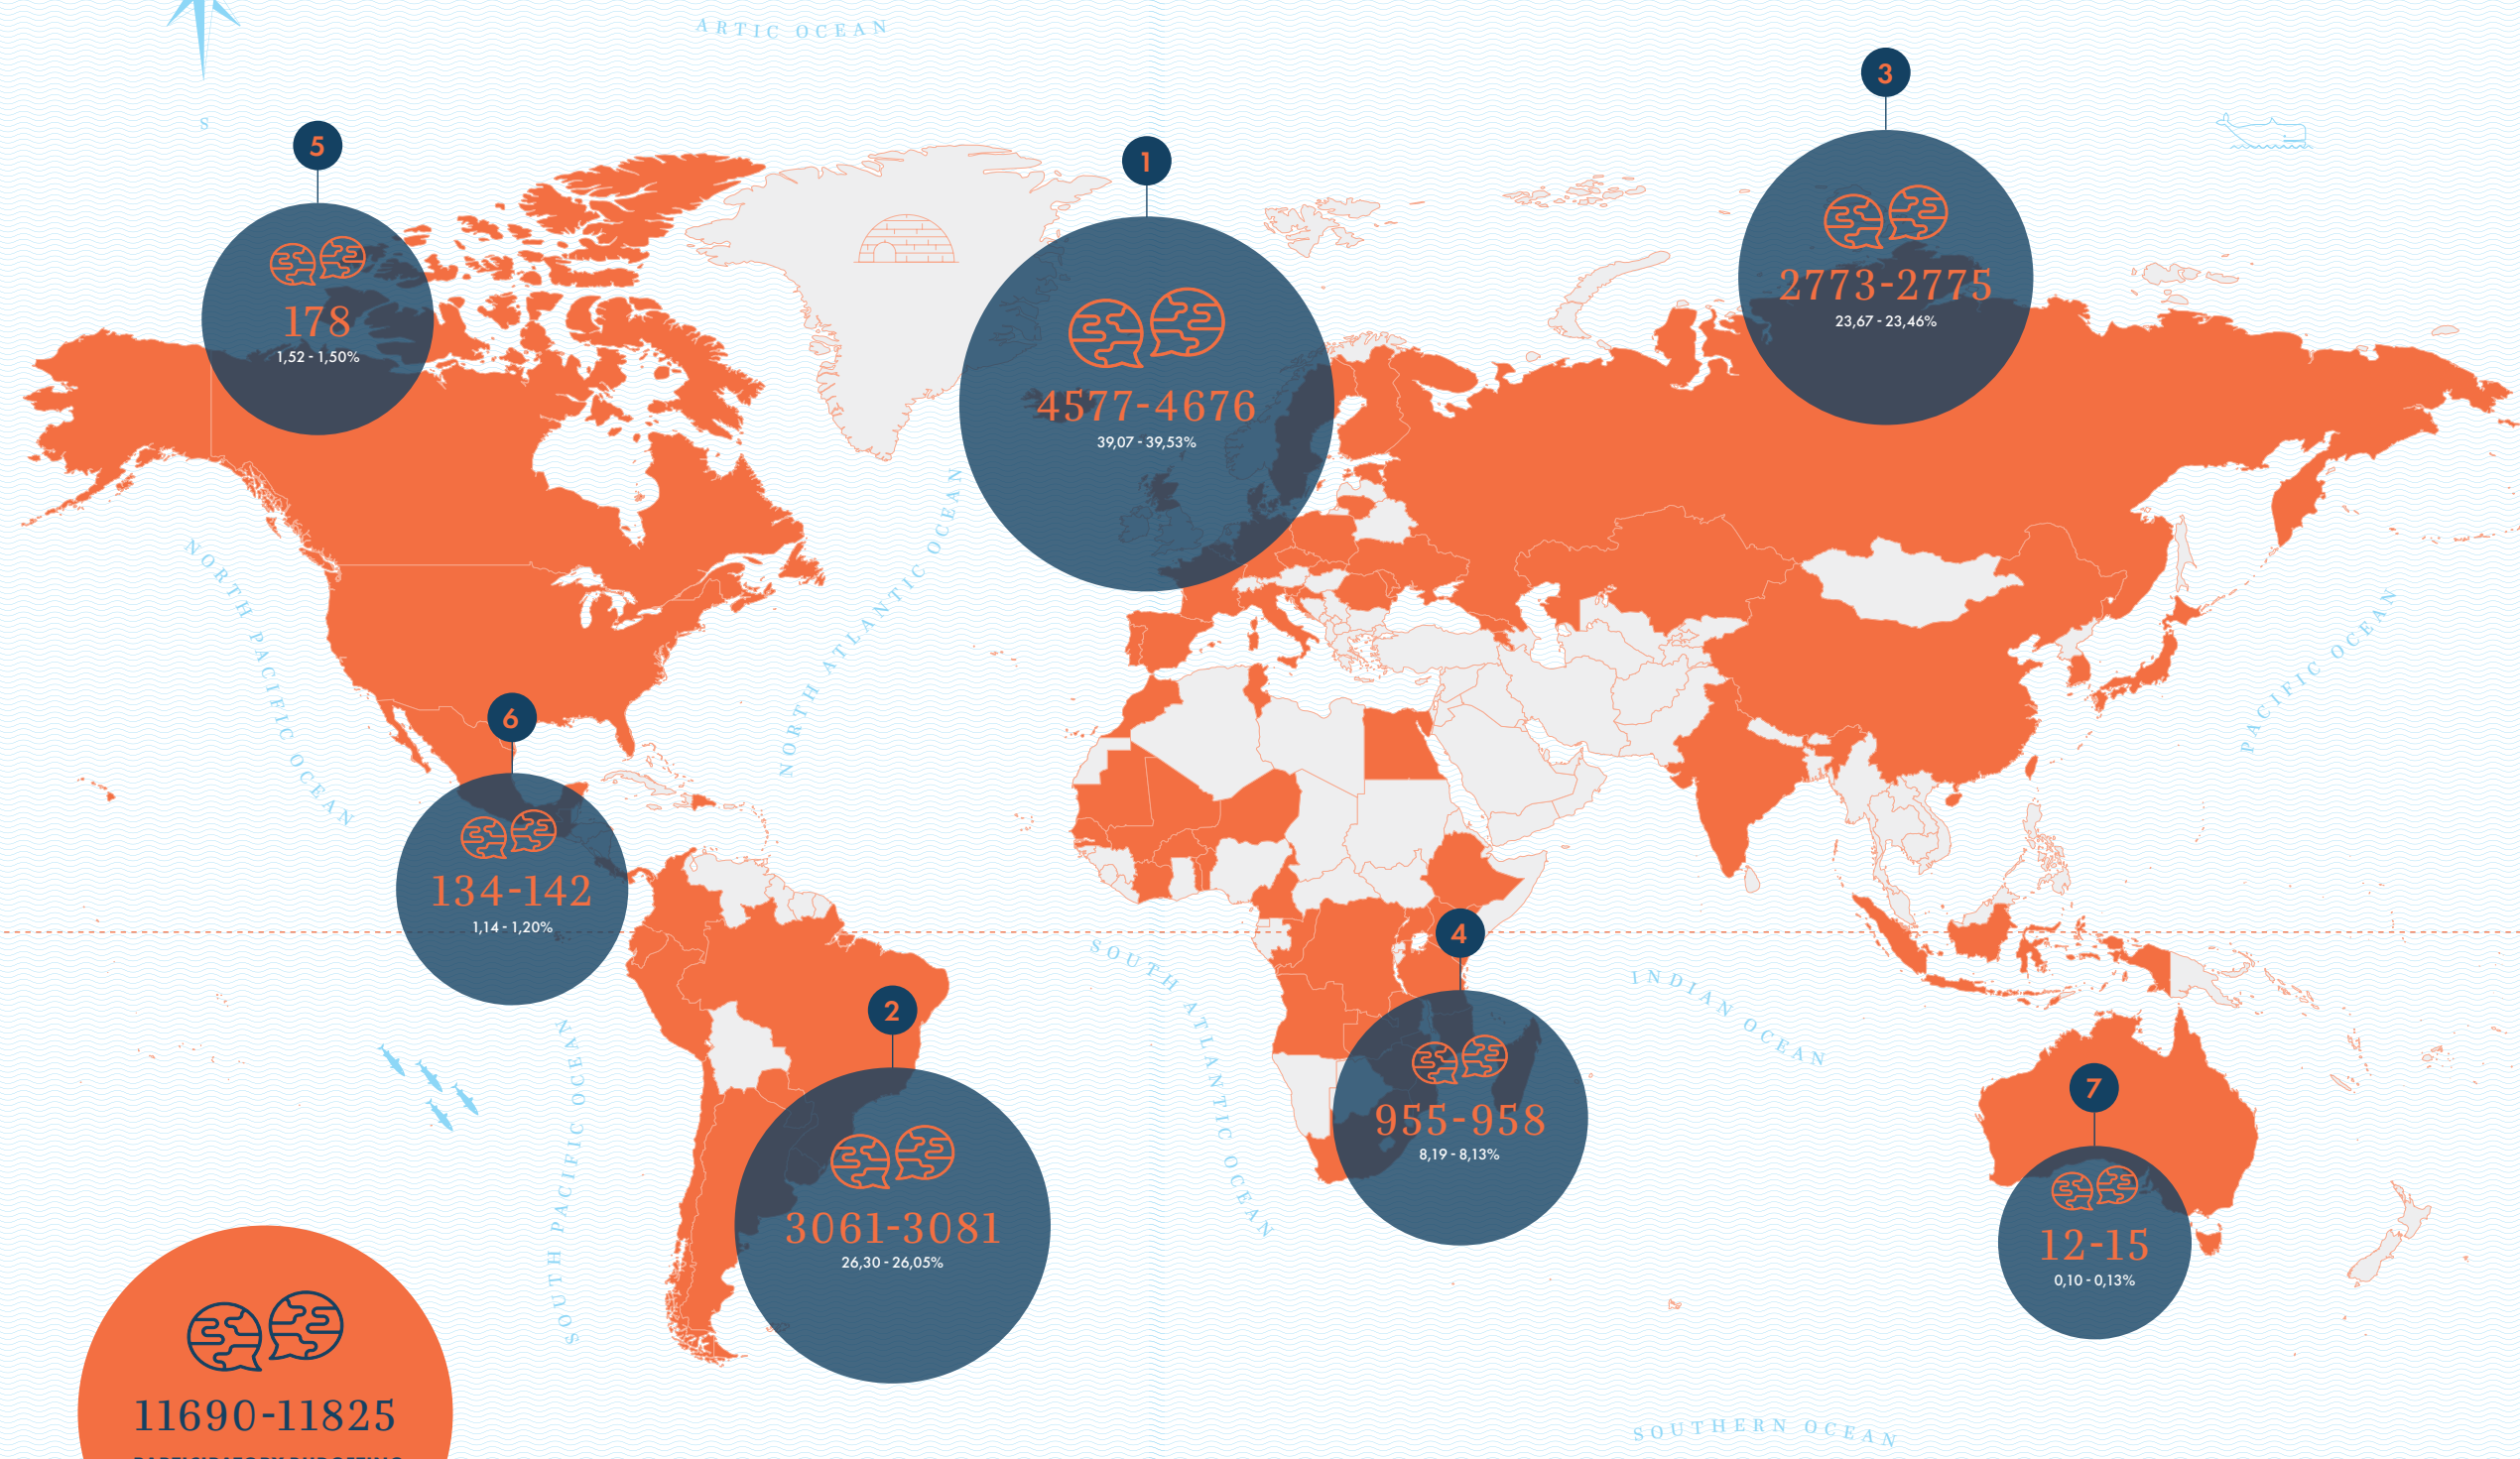 ARTIC OCEAN
S
3
5
1
2773-2775
23,67 - 23,46%
178
1,52 - 1,50%
4577-4676
39,07 - 39,53%
NORTH PACIFIC OCEAN
NORTH ATLANTIC OCEAN
PACIFIC OCEAN
6
134-142
1,14 - 1,20%
4
SOUTH ATLANTIC OCEAN
INDIAN OCEAN
2
SOUTH PACIFIC OCEAN
955-958
8,19 - 8,13%
7
3061-3081
26,30 - 26,05%
12-15
0,10 - 0,13%
11690-11825
SOUTHERN OCEAN